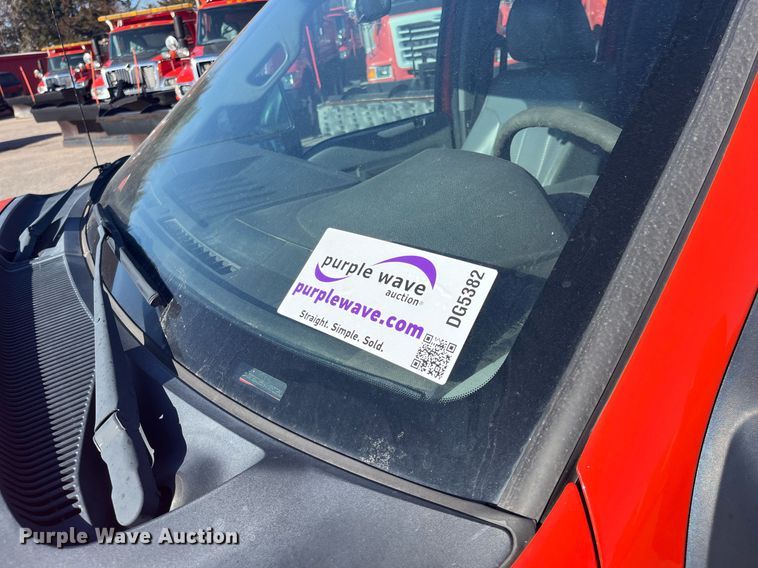 purple wave
auction®
purplewave.com
Straight. Simple. Sold.
DG5382
Purple Wave Auction